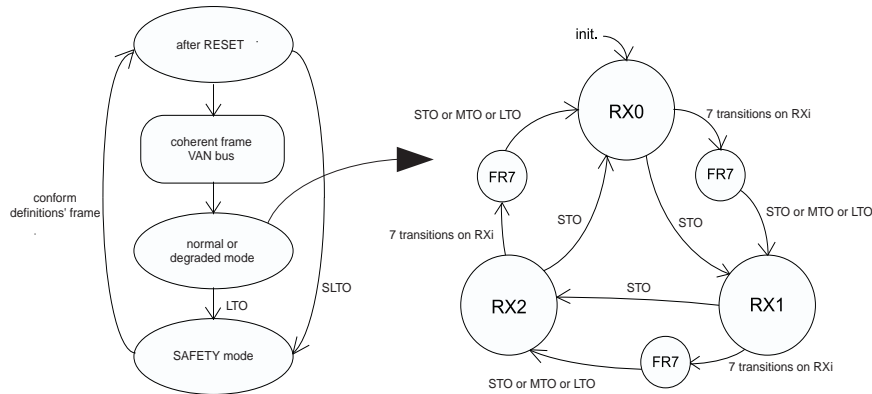 after RESET
coherent frame
VAN bus
conform
definitions' frame
normal or
degraded mode
LTO
SLTO
SAFETY mode
init.
RX0
STO or MTO or LTO
7 transitions on RXi
FR7
FR7
STO
STO
STO or MTO or LTO
7 transitions on RXi
RX2
STO
RX1
FR7
STO or MTO or LTO
7 transitions on RXi